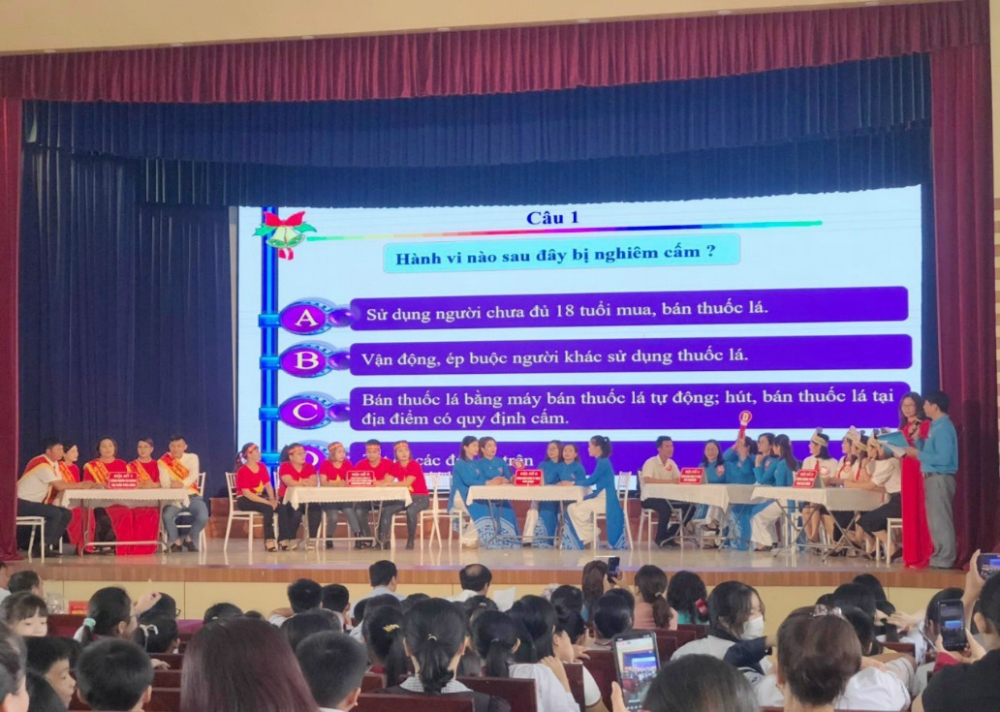 Câu 1
Hành vi nào sau đây bị nghiêm cấm ?
A
Sử dụng người chưa đủ 18 tuổi mua, bán thuốc lá.
B
Vận động, ép buộc người khác sử dụng thuốc lá.
C
Bán thuốc lá bằng máy bán thuốc lá tự động; hút, bán thuốc lá tại
địa điểm có quy định cấm.
D
các
trên
D